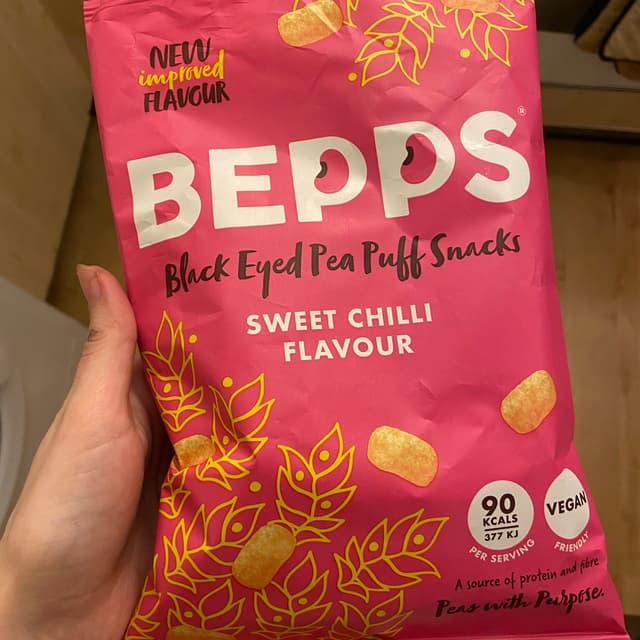 NEW
improved
FLAVOUR
BEPPS®
Black Eyed Pea Puff Snacks
SWEET CHILLI
FLAVOUR
90
KCALS
377 KJ
PER SERVING
VEGAN
FRIENDLY
A source of protein and fibre
Peas with Purpose.